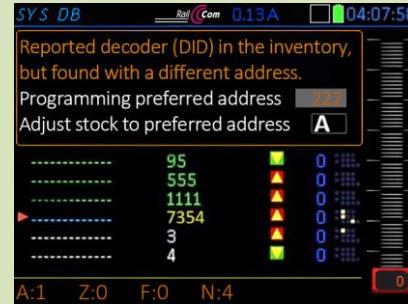 SYS DB RailCom 0.13A 04:07:50
Reported decoder (DID) in the inventory,
but found with a different address.
Programming preferred address 222
Adjust stock to preferred address A
------------- 95 0
------------- 555 0
------------- 1111 0
------------- 7354 0
------------- 3 0
------------- 4 0
A:1 Z:0 F:0 N:4 0